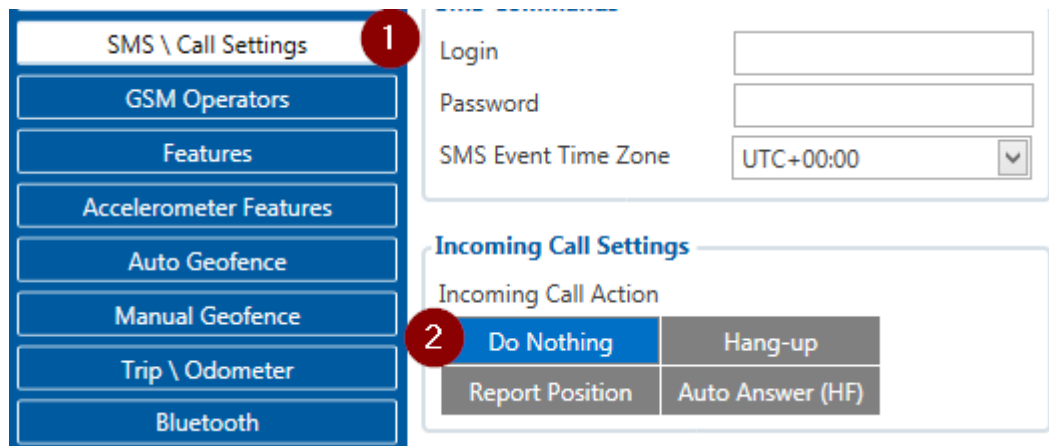 SMS \ Call Settings
1
GSM Operators
Features
Accelerometer Features
Auto Geofence
Manual Geofence
Trip \ Odometer
Bluetooth
SMS Commands
Login
Password
SMS Event Time Zone
UTC+00:00
Incoming Call Settings
Incoming Call Action
2
Do Nothing
Hang-up
Report Position
Auto Answer (HF)